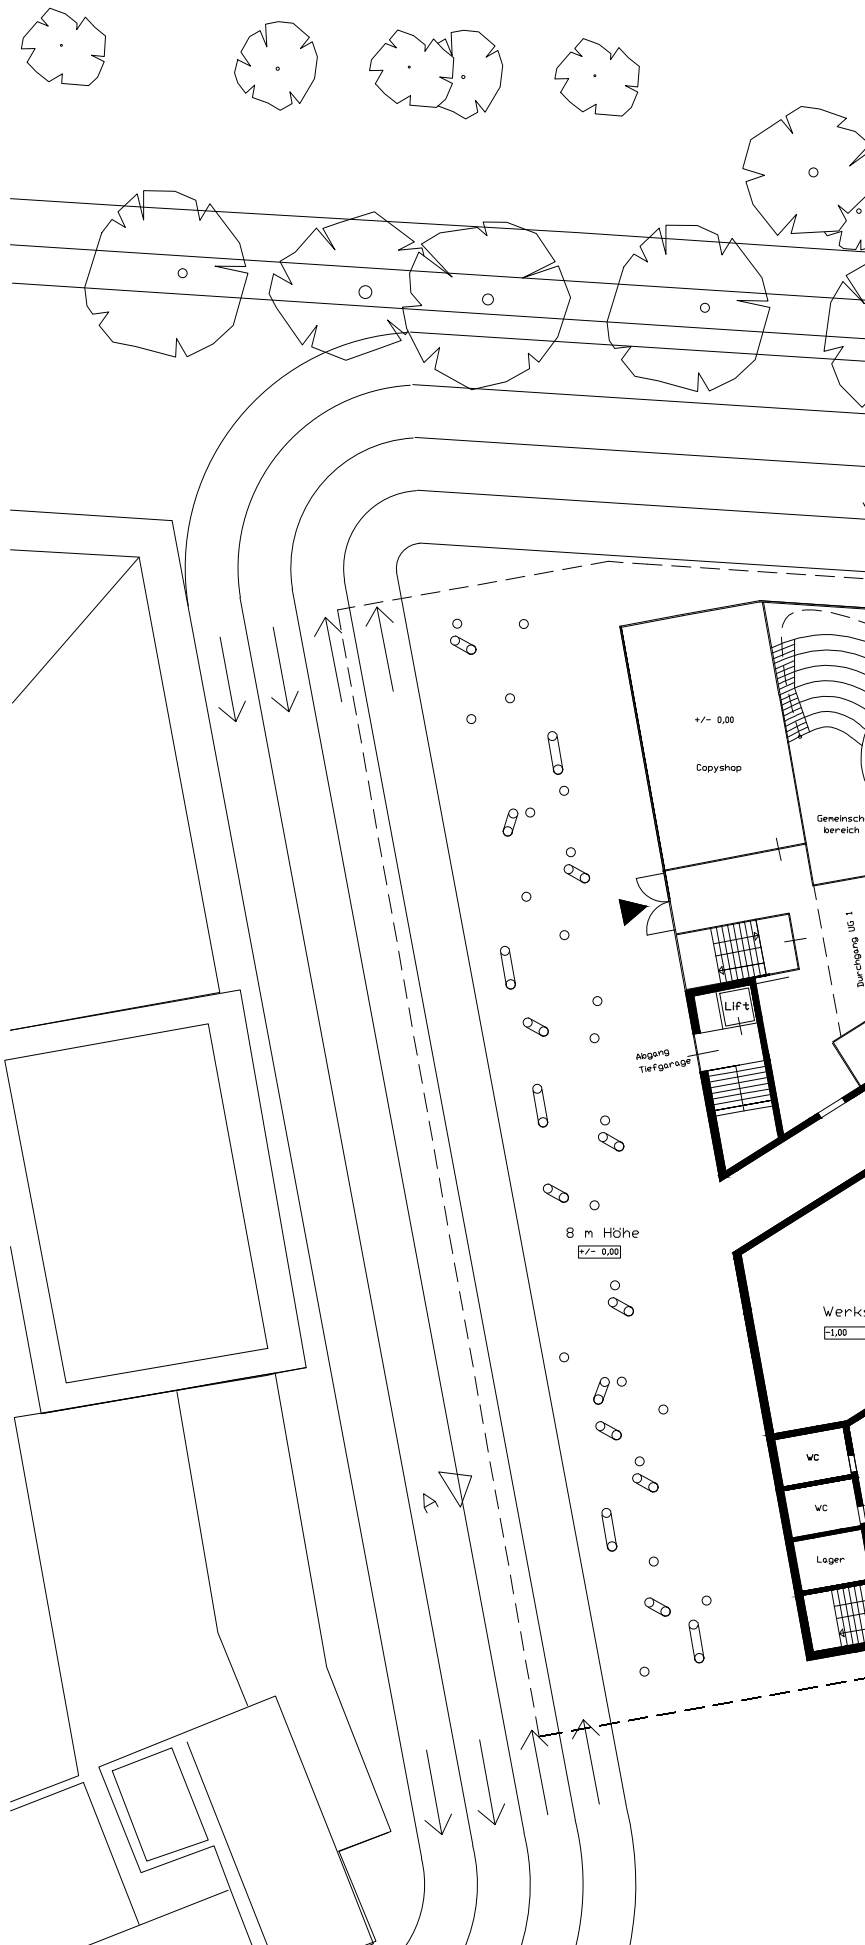 +/- 0,00
Copyshop
Gemeinsch
bereich
Durchgang UG 1
Lift
Abgang
Tiefgarage
8 m Höhe
+/- 0,00
Werks
-1,00
WC
A
WC
Lager